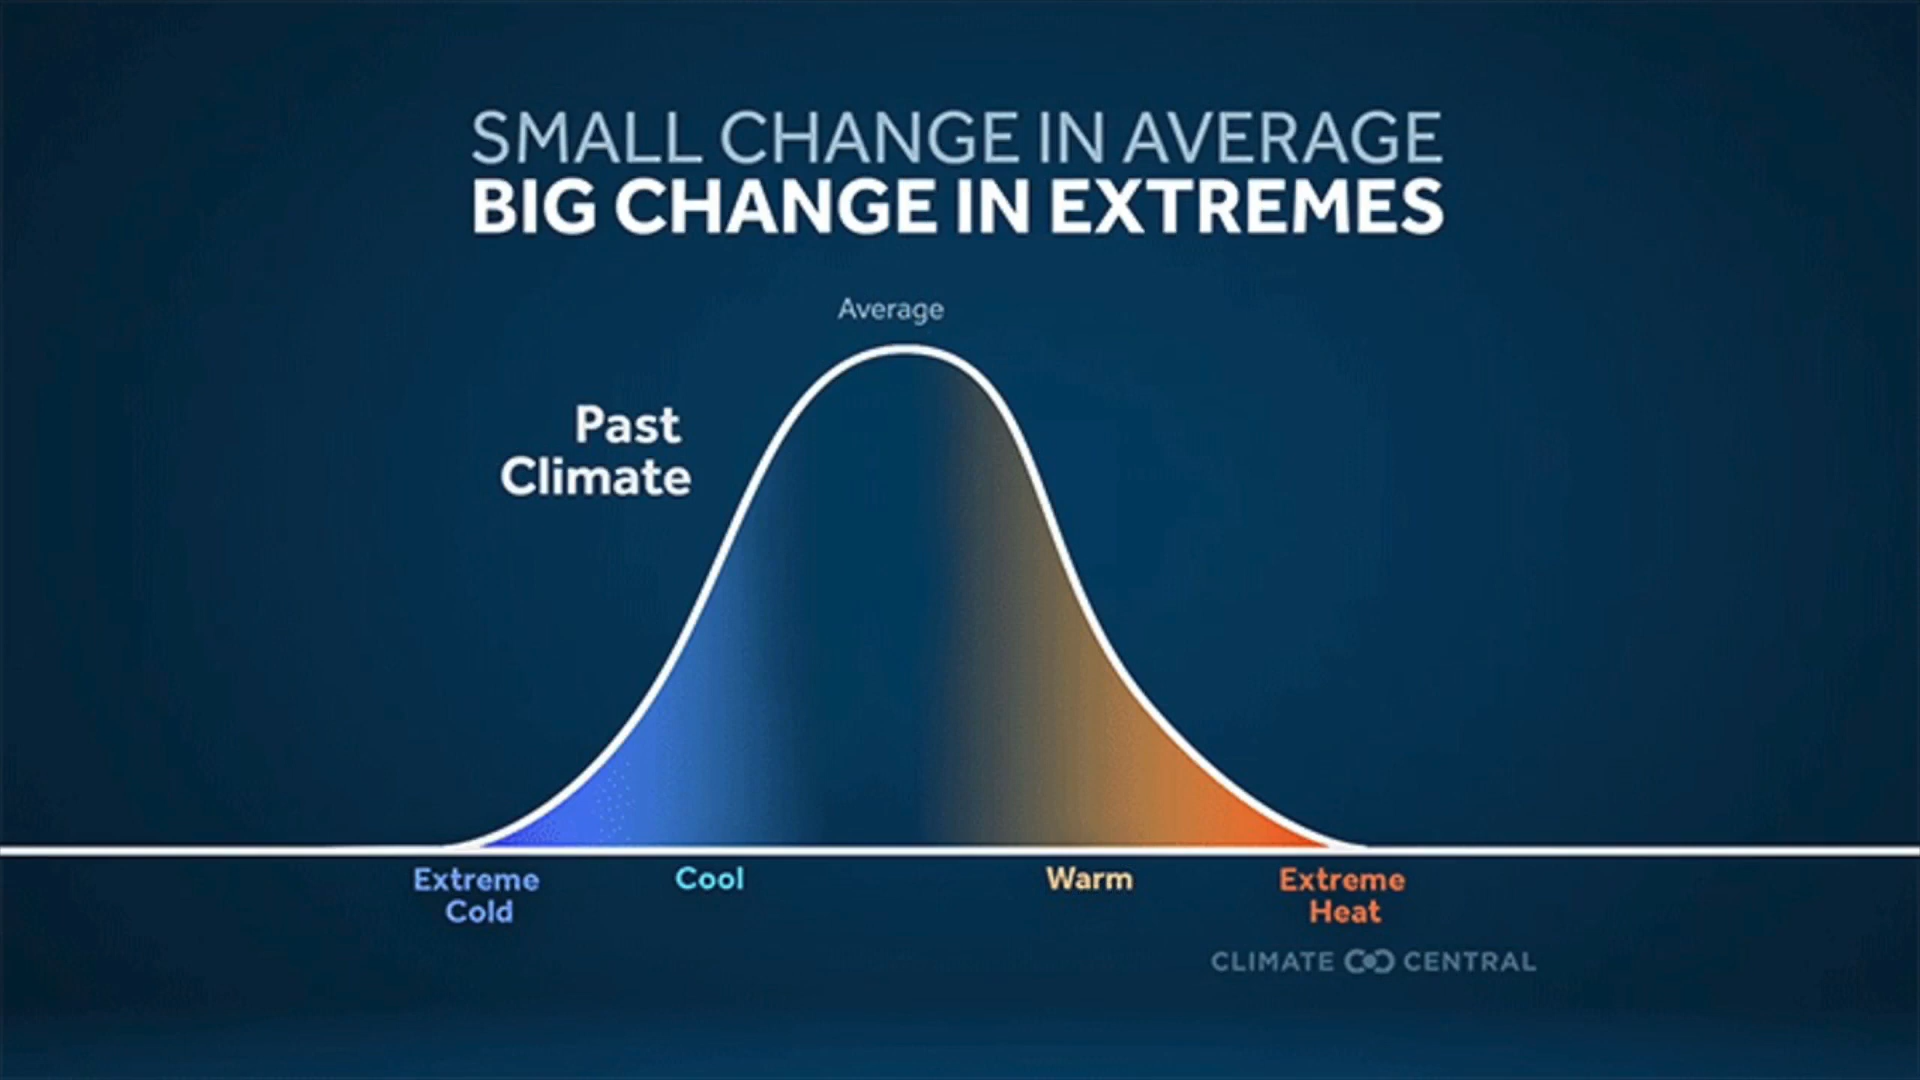 SMALL CHANGE IN AVERAGE
BIG CHANGE IN EXTREMES
Average
Past
Climate
Extreme
Cold
Cool
Warm
Extreme
Heat
CLIMATE CENTRAL